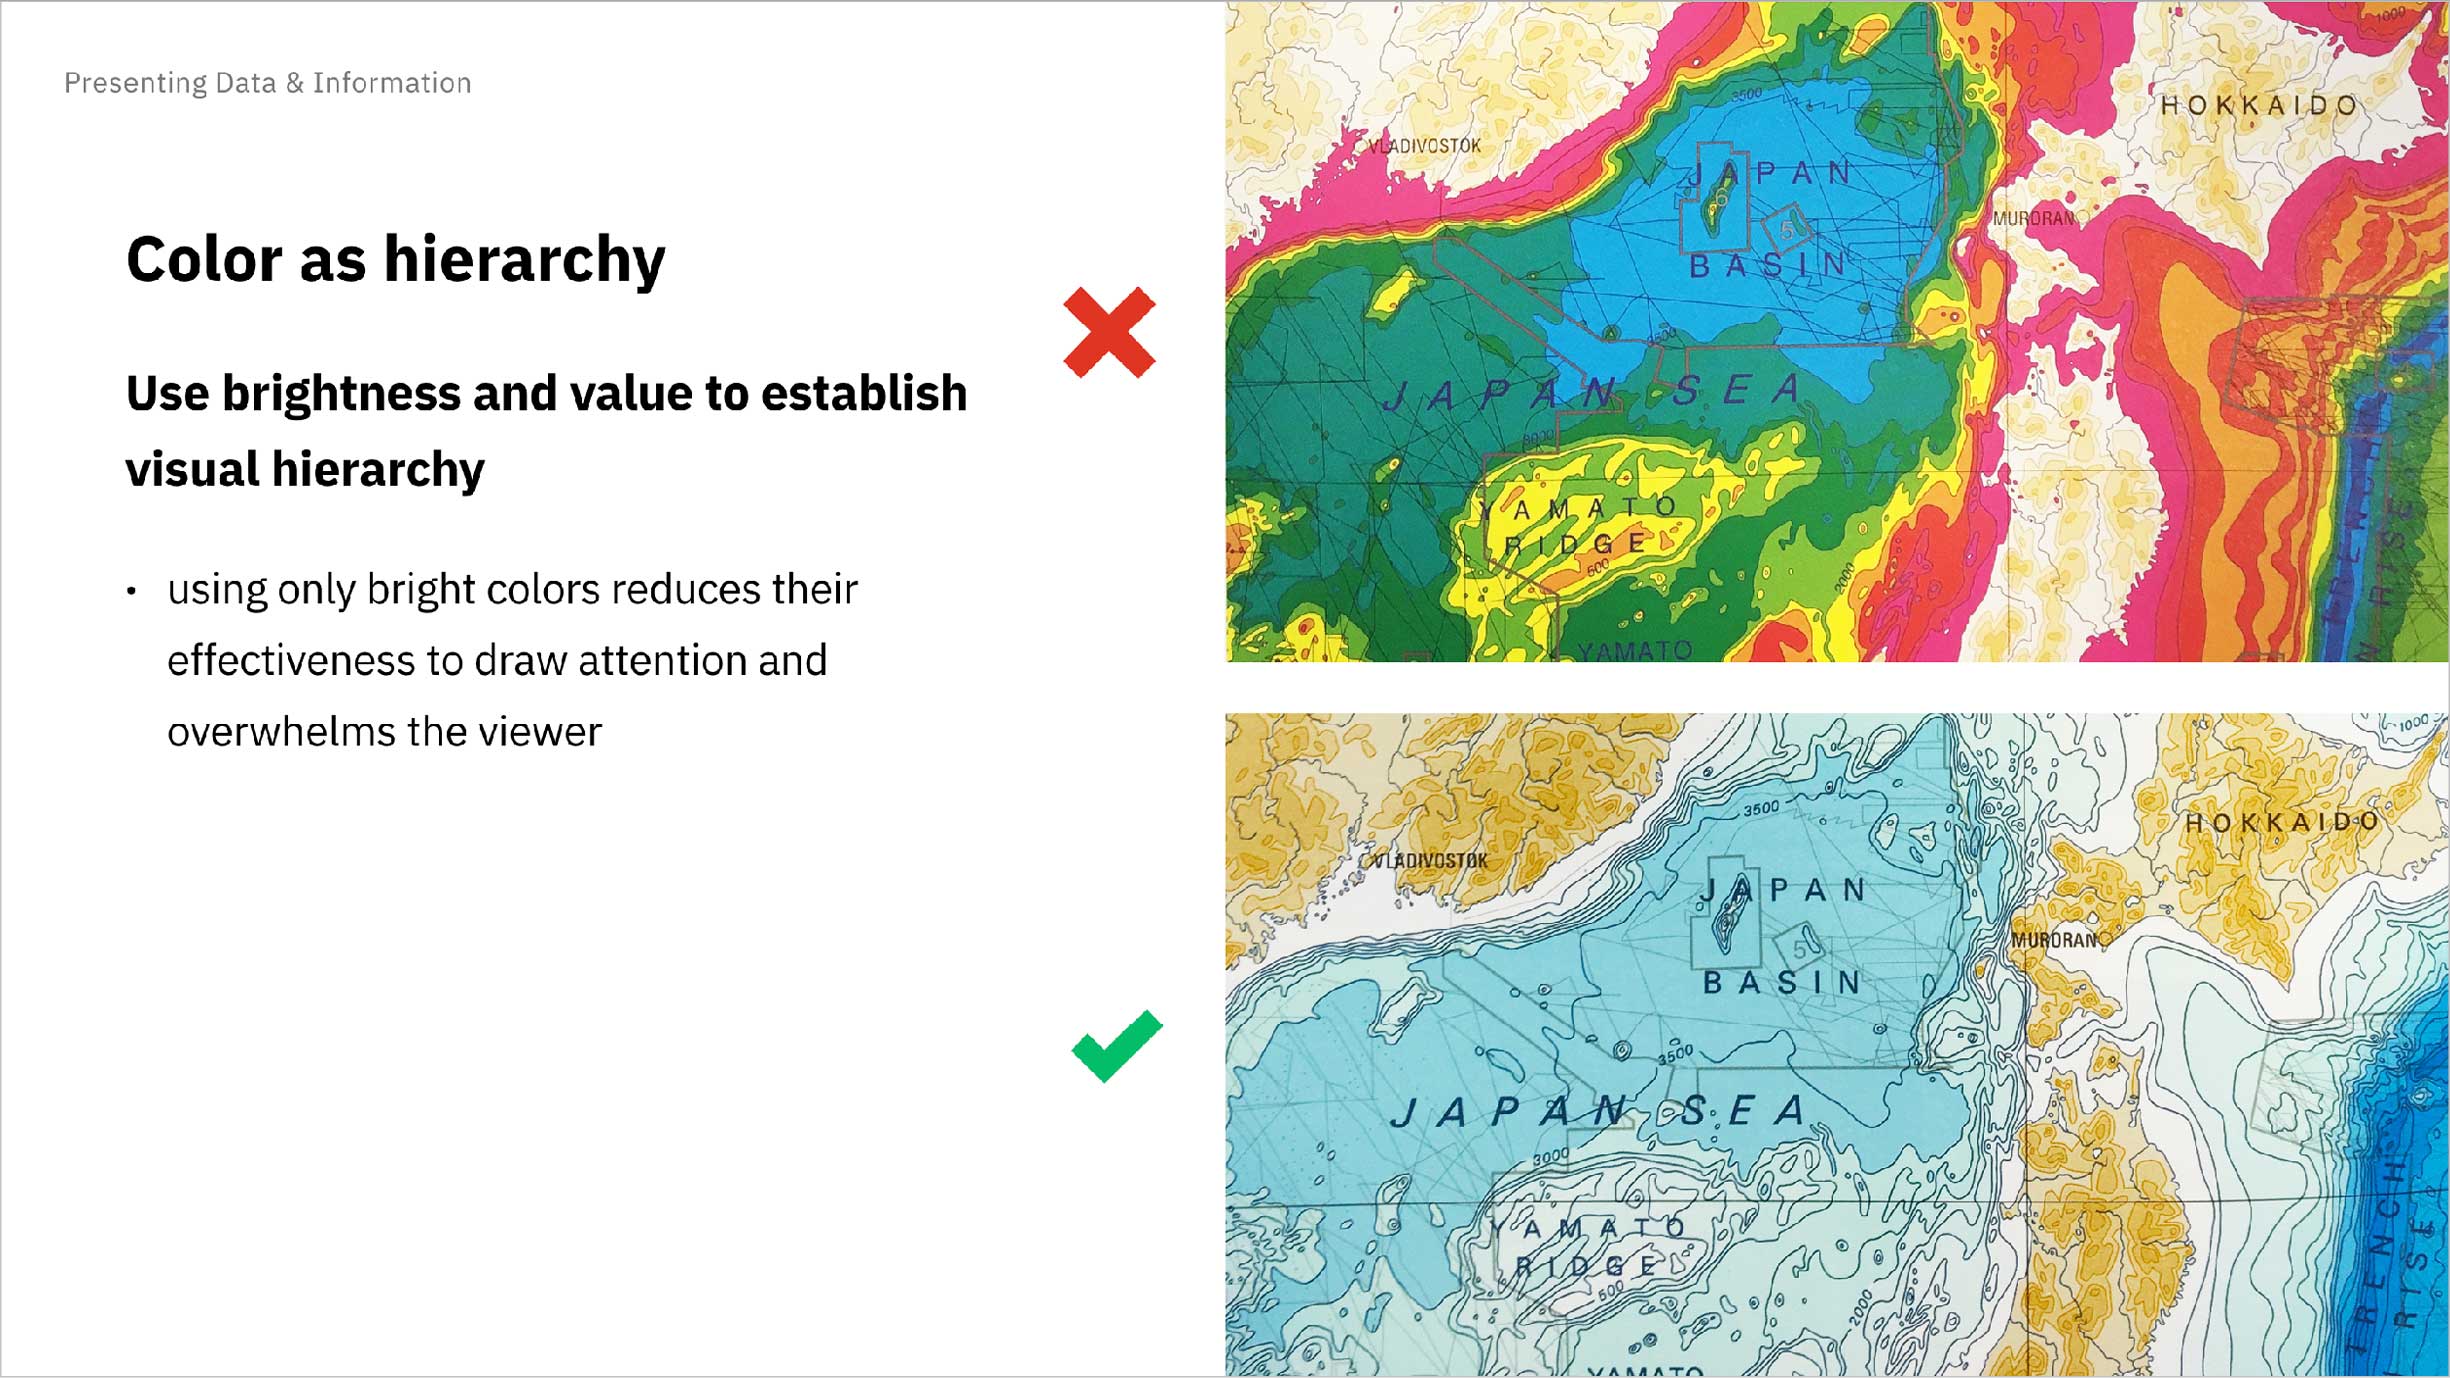 Presenting Data & Information
Color as hierarchy
Use brightness and value to establish
visual hierarchy
• using only bright colors reduces their
effectiveness to draw attention and
overwhelms the viewer
1000
HOKKAIDO
3500
VLADIVOSTOK
JAPAN
6
MURORAN
5
BASIN
3500
JAPAN SEA
3000
YAMATO
RIDGE
500
2000
YAMATO
TRENCH
RISE
1000
3500
HOKKAIDO
VLADIVOSTOK
JAPAN
5
MURORAN
BASIN
3500
JAPAN SEA
3000
YAMATO
RIDGE
500
2000
YAMATO
TRENCH
RISE